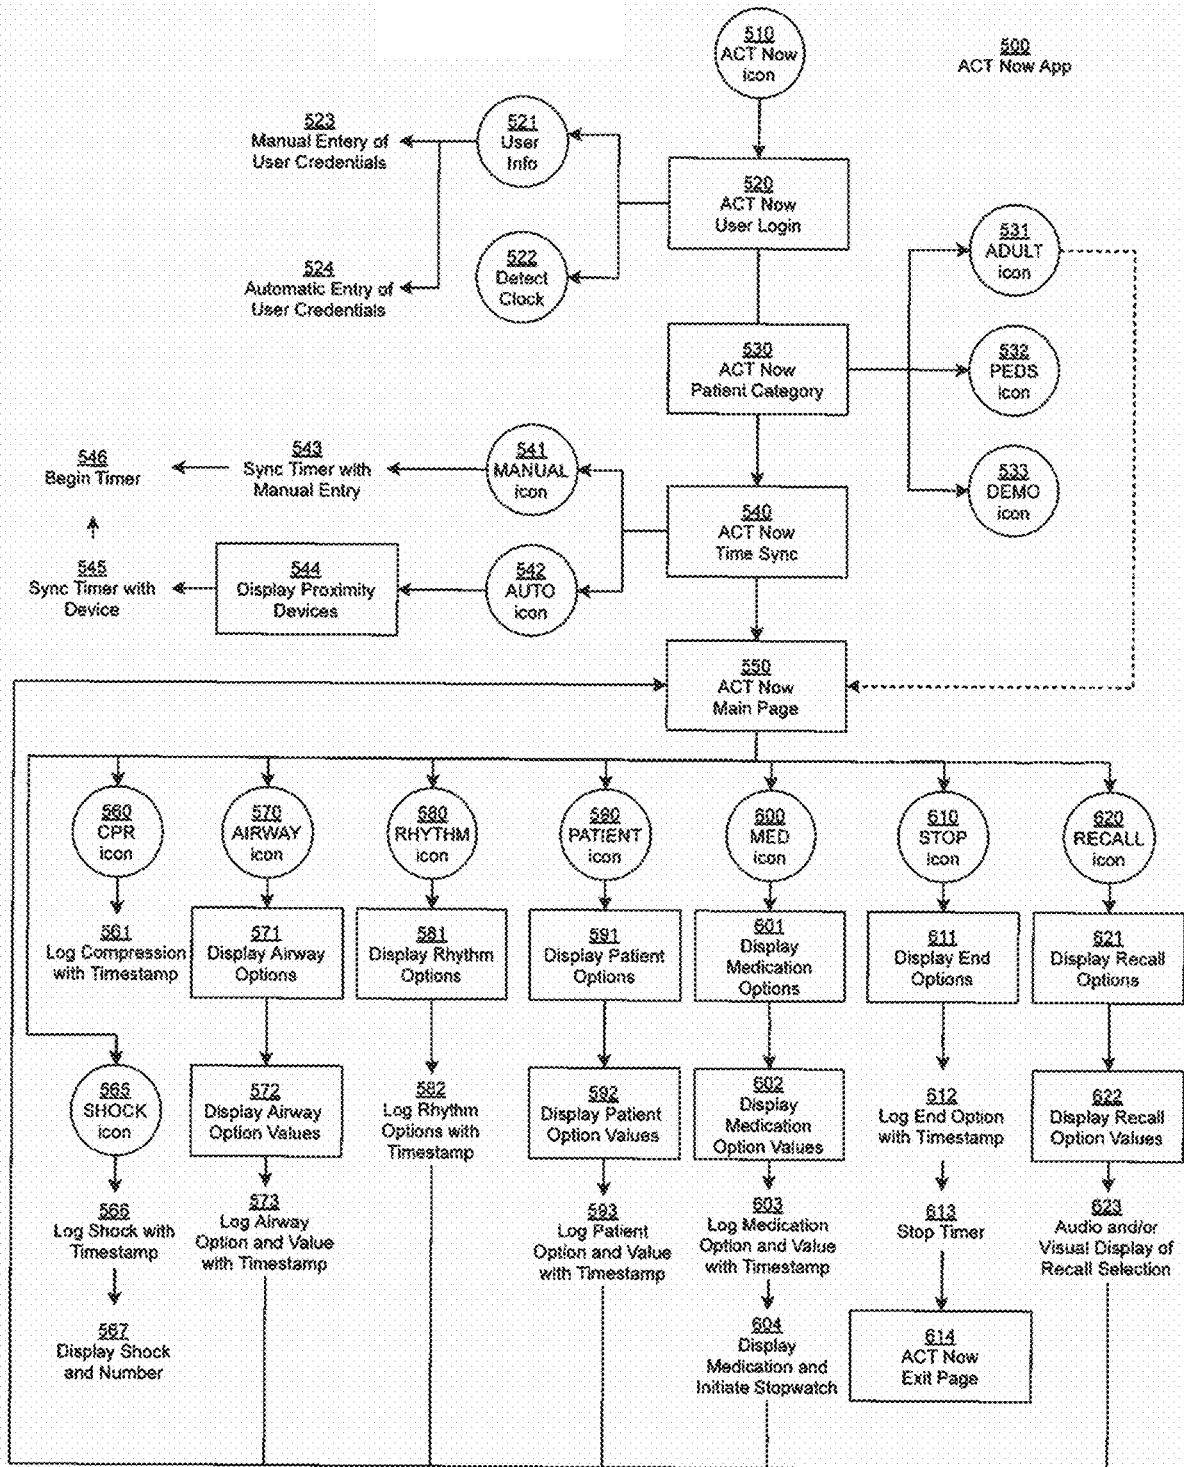 510
ACT Now
icon
500
ACT Now App
523
Manual Entery of
User Credentials
521
User
Info
520
ACT Now
User Login
524
Automatic Entry of
User Credentials
522
Detect
Clock
531
ADULT
icon
530
ACT Now
Patient Category
532
PEDS
icon
533
DEMO
icon
546
Begin Timer
543
Sync Timer with
Manual Entry
541
MANUAL
icon
540
ACT Now
Time Sync
545
Sync Timer with
Device
544
Display Proximity
Devices
542
AUTO
icon
550
ACT Now
Main Page
560
CPR
icon
570
AIRWAY
icon
580
RHYTHM
icon
590
PATIENT
icon
600
MED
icon
610
STOP
icon
620
RECALL
icon
561
Log Compression
with Timestamp
571
Display Airway
Options
581
Display Rhythm
Options
591
Display Patient
Options
601
Display
Medication
Options
611
Display End
Options
621
Display Recall
Options
565
SHOCK
icon
572
Display Airway
Option Values
582
Log Rhythm
Options with
Timestamp
592
Display Patient
Option Values
602
Display
Medication
Option Values
612
Log End Option
with Timestamp
622
Display Recall
Option Values
566
Log Shock with
Timestamp
573
Log Airway
Option and Value
with Timestamp
593
Log Patient
Option and Value
with Timestamp
603
Log Medication
Option and Value
with Timestamp
613
Stop Timer
623
Audio and/or
Visual Display of
Recall Selection
567
Display Shock
and Number
604
Display
Medication and
Initiate Stopwatch
614
ACT Now
Exit Page